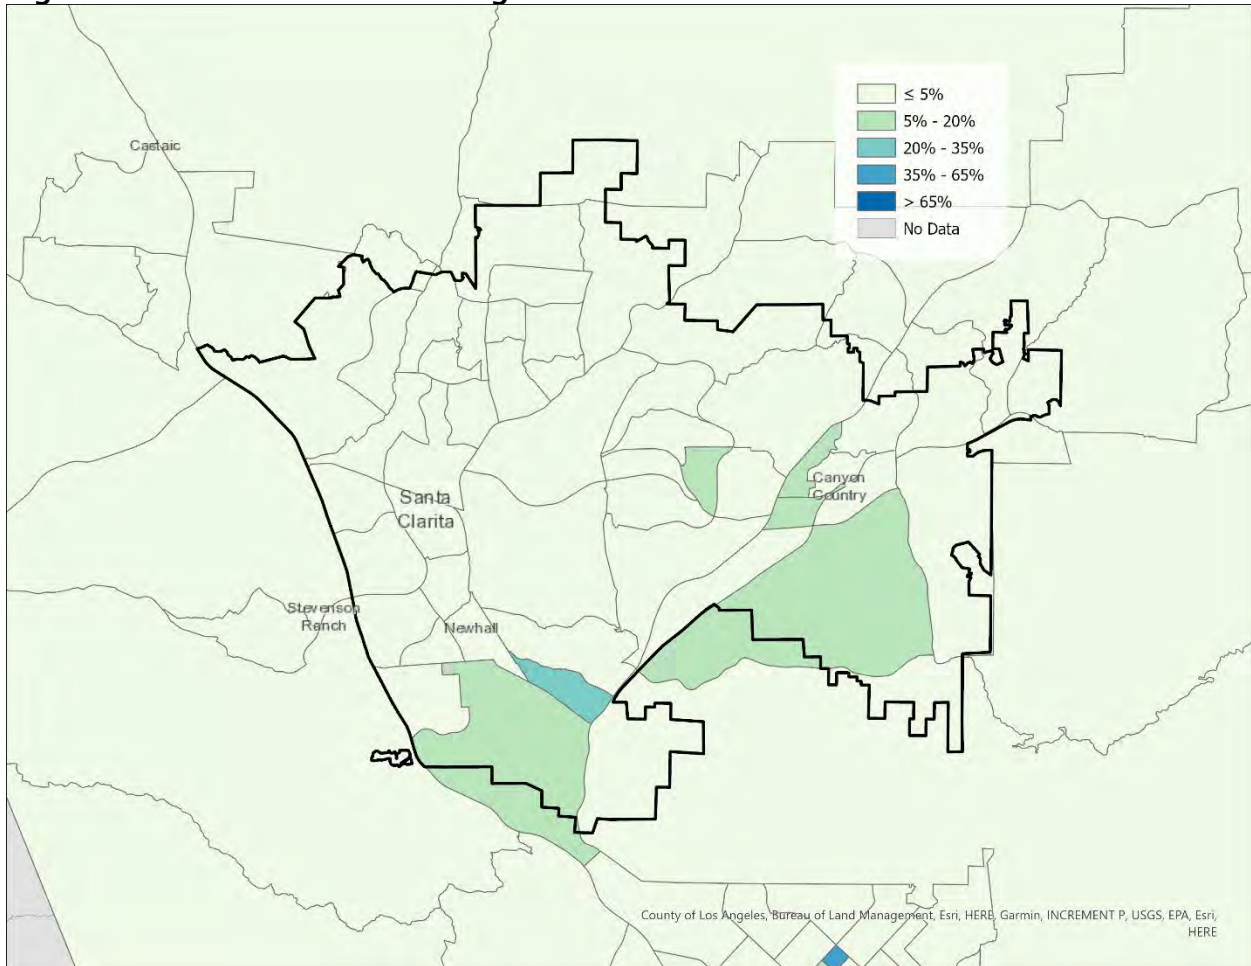 ≤ 5%
5% - 20%
20% - 35%
35% - 65%
> 65%
No Data
Castaic
Canyon
Country
Santa
Clarita
Stevenson
Ranch
Newhall
County of Los Angeles, Bureau of Land Management, Esri, HERE, Garmin, INCREMENT P, USGS, EPA, Esri,
HERE